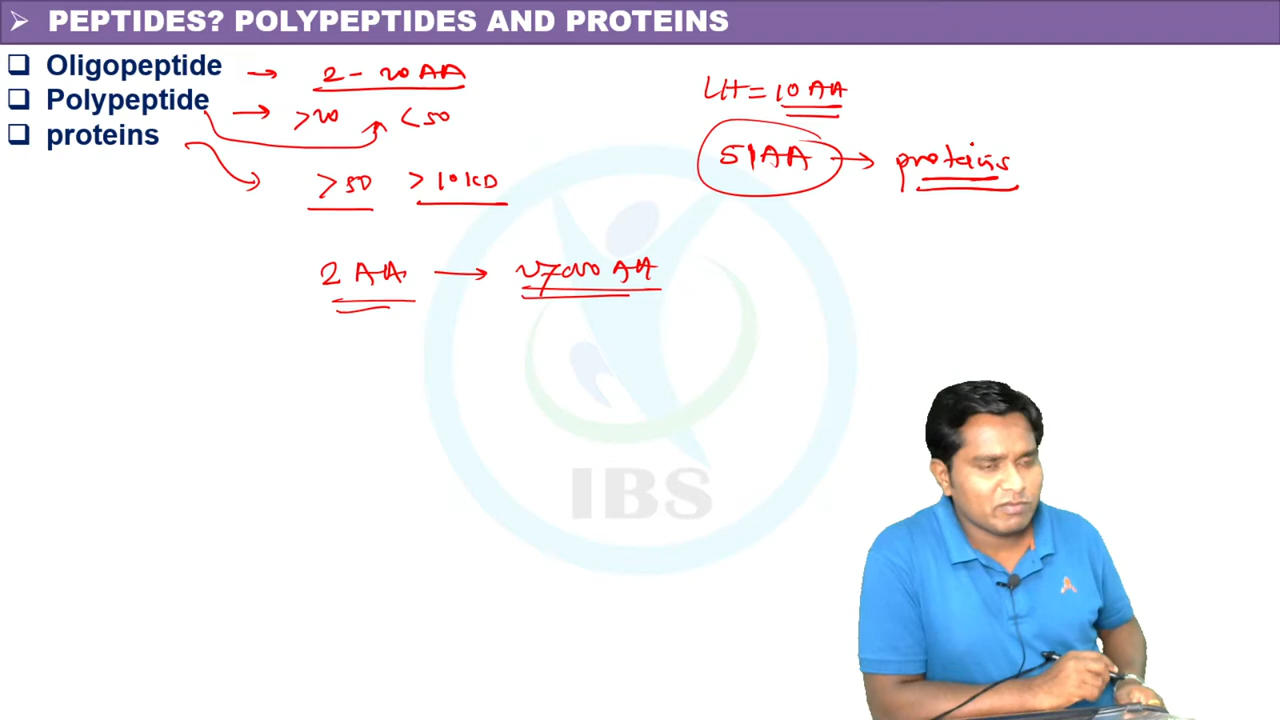 ➢ PEPTIDES? POLYPEPTIDES AND PROTEINS
❑ Oligopeptide → 2 - 20 AA
❑ Polypeptide → >20 <50
❑ proteins
>50 >10 KD
2 AA → 27000 AA
LH = 10 AA
51 AA → proteins
IBS